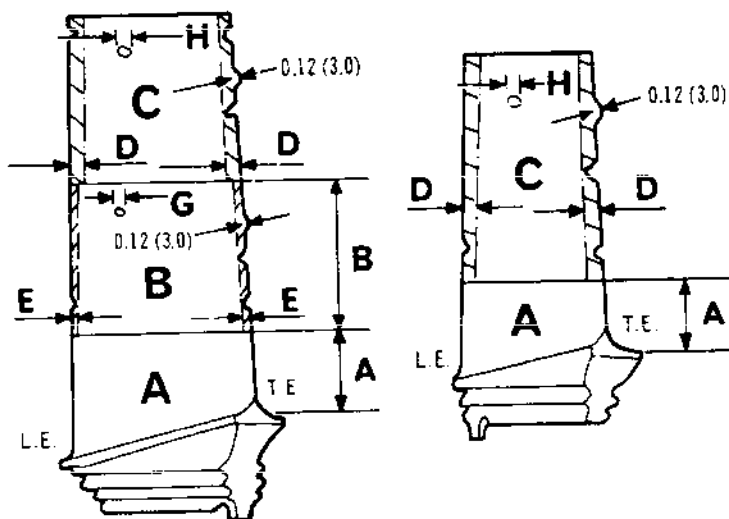 H
0.12 (3.0)
C
D D
G
0.12 (3.0)
B
B
E E
A
A
T.E
L.E.
H
0.12 (3.0)
D
C
D
A
T.E.
A
L.E.